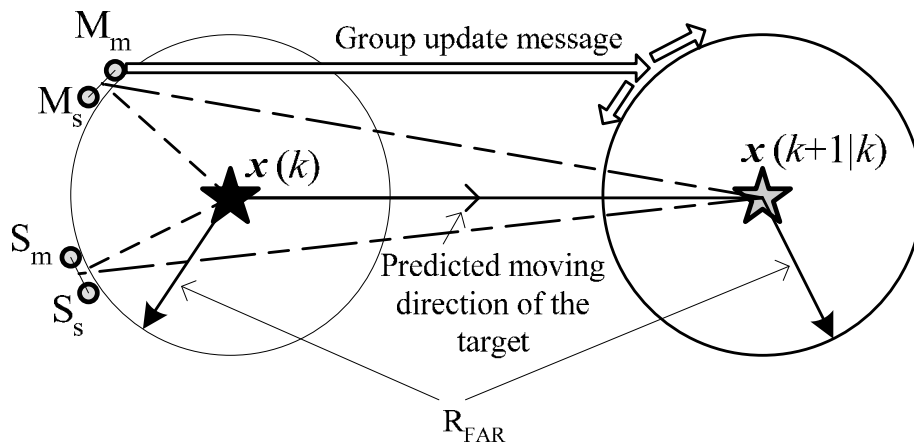 M_m
Group update message
M_s
x (k)
x (k+1|k)
S_m
S_s
Predicted moving
direction of the
target
R_FAR